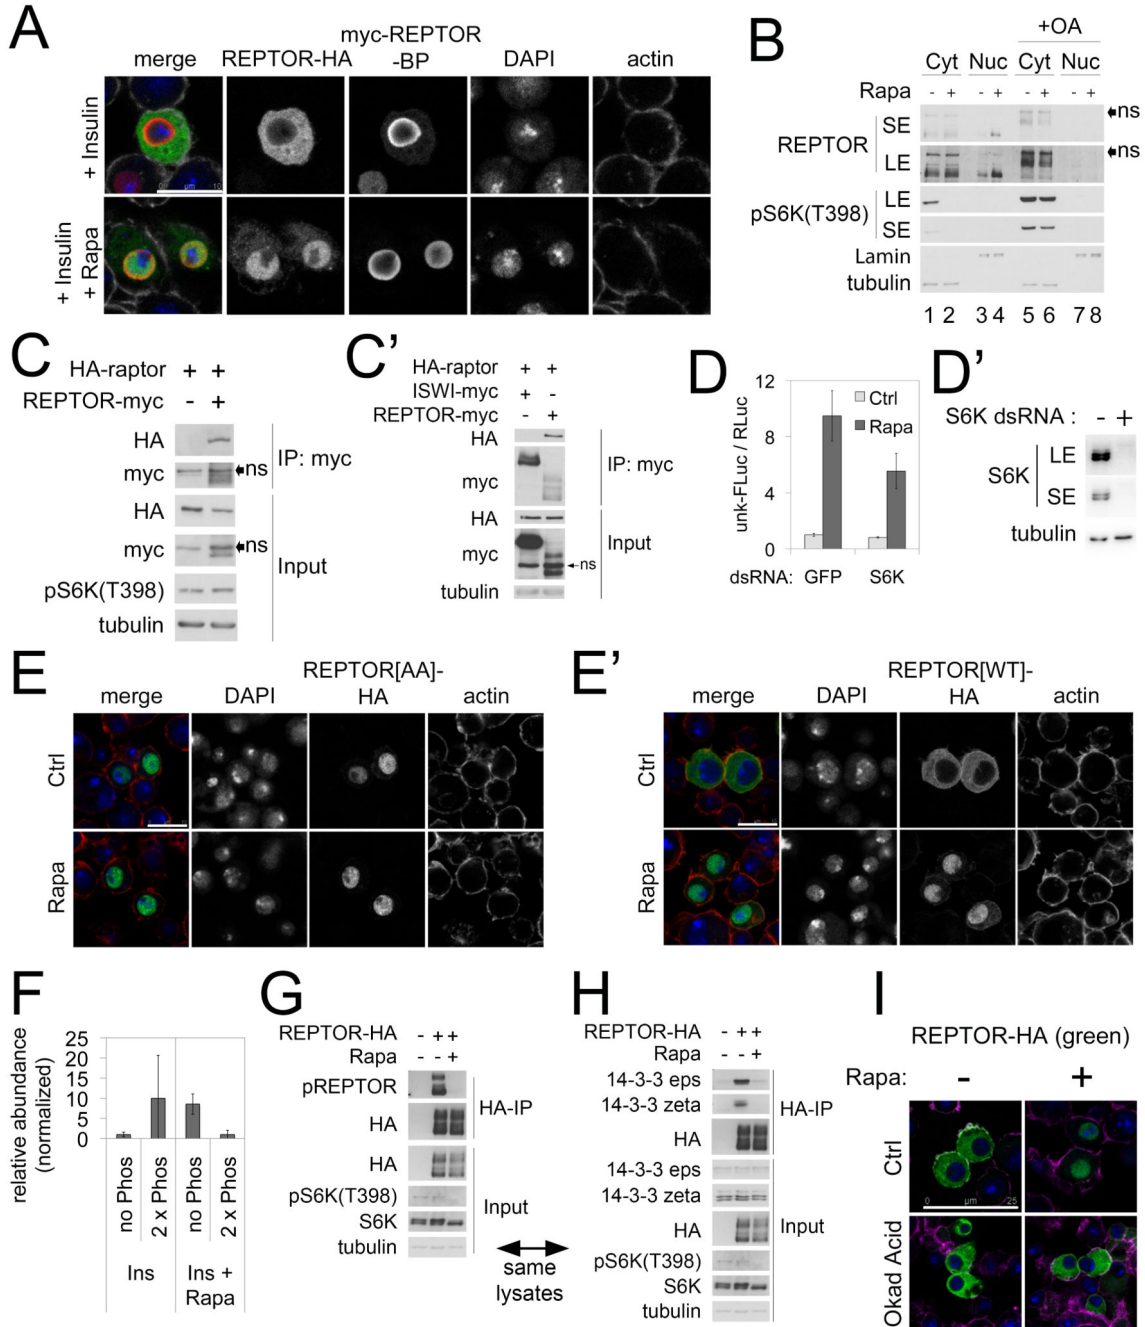 A
merge
REPTOR-HA
myc-REPTOR
-BP
DAPI
actin
+ Insulin
0 µm 10
+ Insulin
+ Rapa
B
+OA
Cyt Nuc Cyt Nuc
Rapa - + - + - + - +
REPTOR
SE
ns
LE
ns
pS6K(T398)
LE
SE
Lamin
tubulin
1 2 3 4 5 6 7 8
C
HA-raptor + +
REPTOR-myc - +
HA
myc
ns
IP: myc
HA
myc
ns
pS6K(T398)
tubulin
Input
C'
HA-raptor + +
ISWI-myc + -
REPTOR-myc - +
HA
myc
IP: myc
HA
myc
ns
tubulin
Input
D
unk-FLuc / RLuc
12
8
4
0
Ctrl
Rapa
dsRNA: GFP S6K
D'
S6K dsRNA : - +
S6K
LE
SE
tubulin
E
merge
DAPI
REPTOR[AA]-
HA
actin
Ctrl
Rapa
E'
merge
DAPI
REPTOR[WT]-
HA
actin
Ctrl
Rapa
F
relative abundance
(normalized)
25
20
15
10
5
0
no Phos
2 x Phos
no Phos
2 x Phos
Ins
Ins +
Rapa
G
REPTOR-HA - + +
Rapa - +
pREPTOR
HA
HA-IP
HA
pS6K(T398)
S6K
tubulin
Input
same
lysates
H
REPTOR-HA - + +
Rapa - +
14-3-3 eps
14-3-3 zeta
HA
HA-IP
14-3-3 eps
14-3-3 zeta
HA
pS6K(T398)
S6K
tubulin
Input
I
REPTOR-HA (green)
Rapa: - +
Ctrl
0 µm 25
Okad Acid